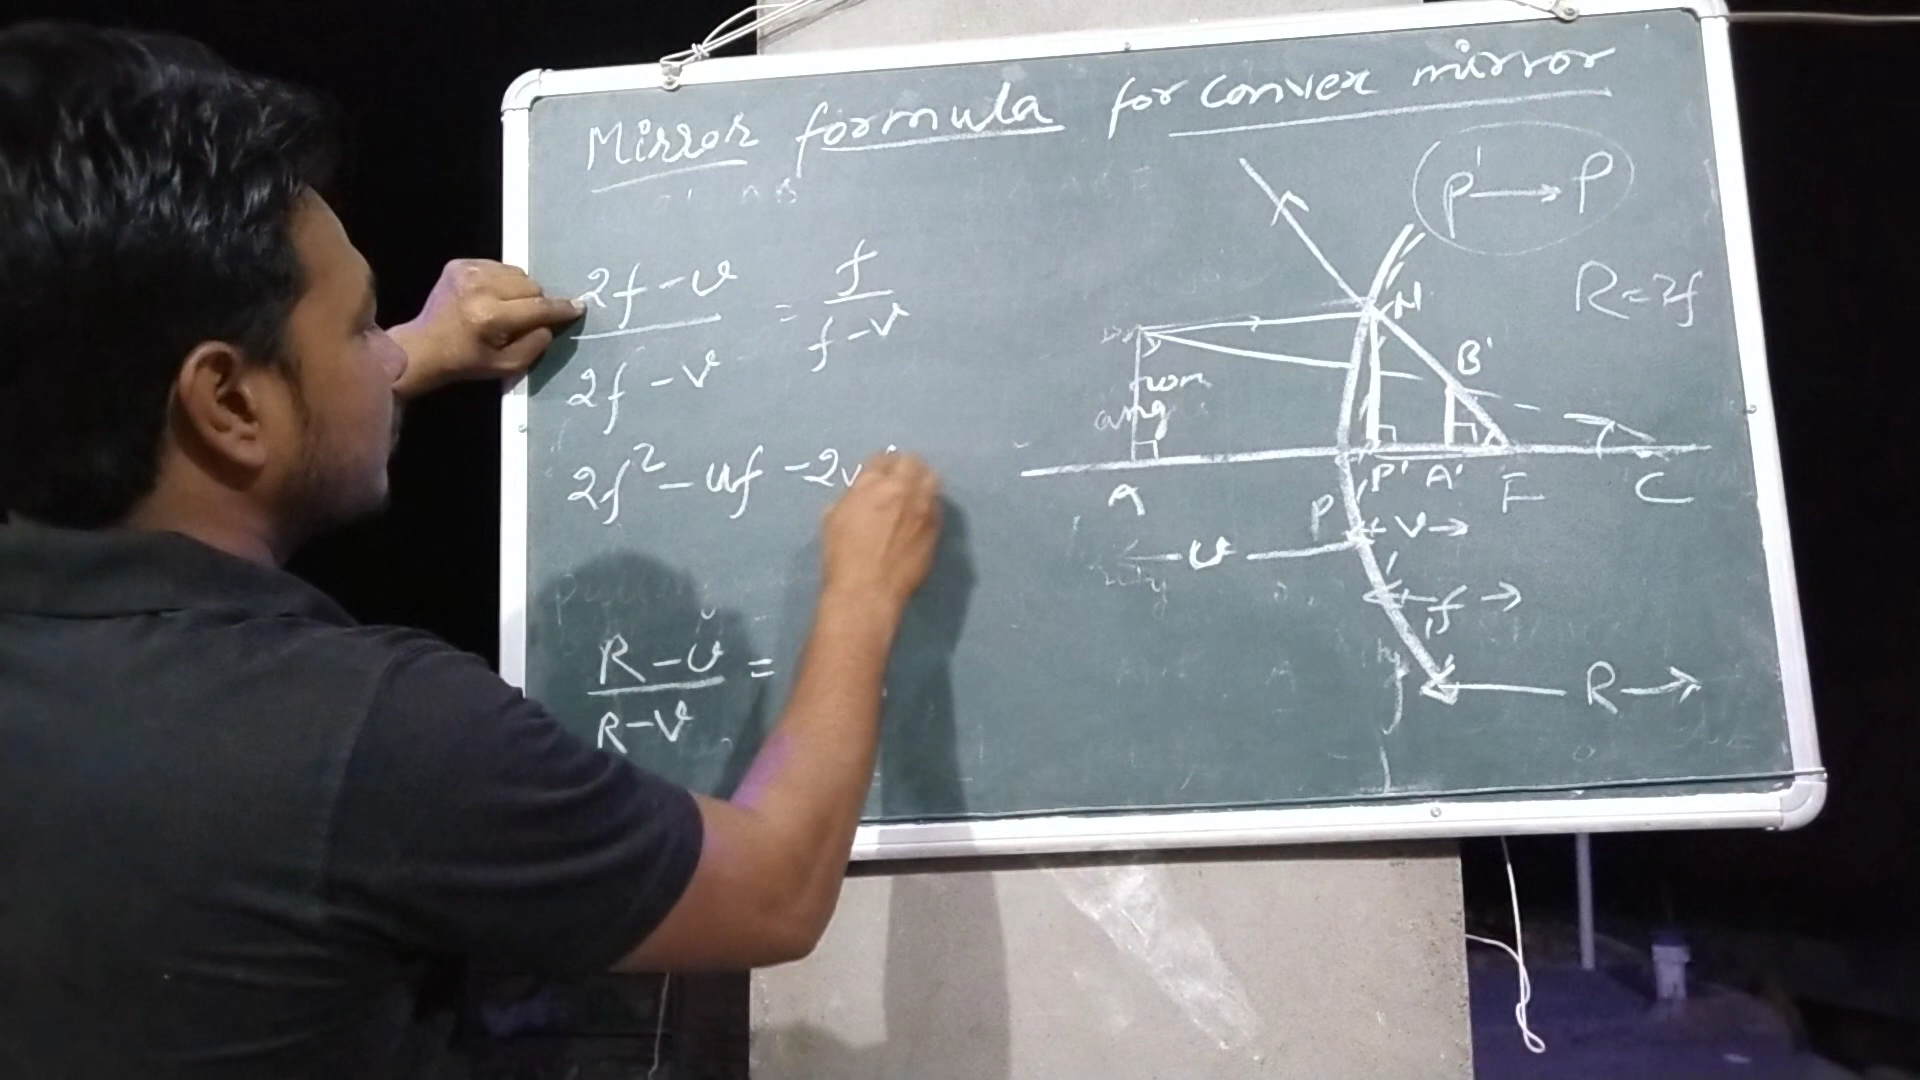 Mirror formula for convex mirror
P' → P
R = 2f
2f - u / 2f - v = f / f - v
2f² - uf - 2v
R - u / R - v =
N
B'
A
P
P'
A'
F
C
u
v
f
R